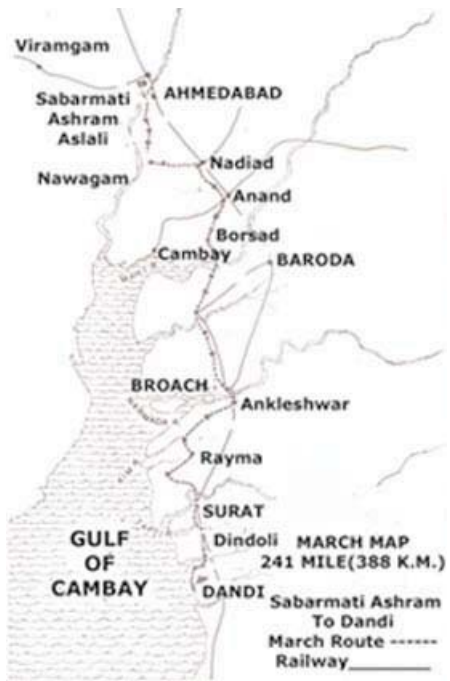 Viramgam
AHMEDABAD
Sabarmati
Ashram
Aslali
Nadiad
Nawagam
Anand
Borsad
Cambay
BARODA
BROACH
Ankleshwar
Rayma
SURAT
GULF
OF
CAMBAY
Dindoli
MARCH MAP
241 MILE(388 K.M.)
DANDI
Sabarmati Ashram
To Dandi
March Route ------
Railway________